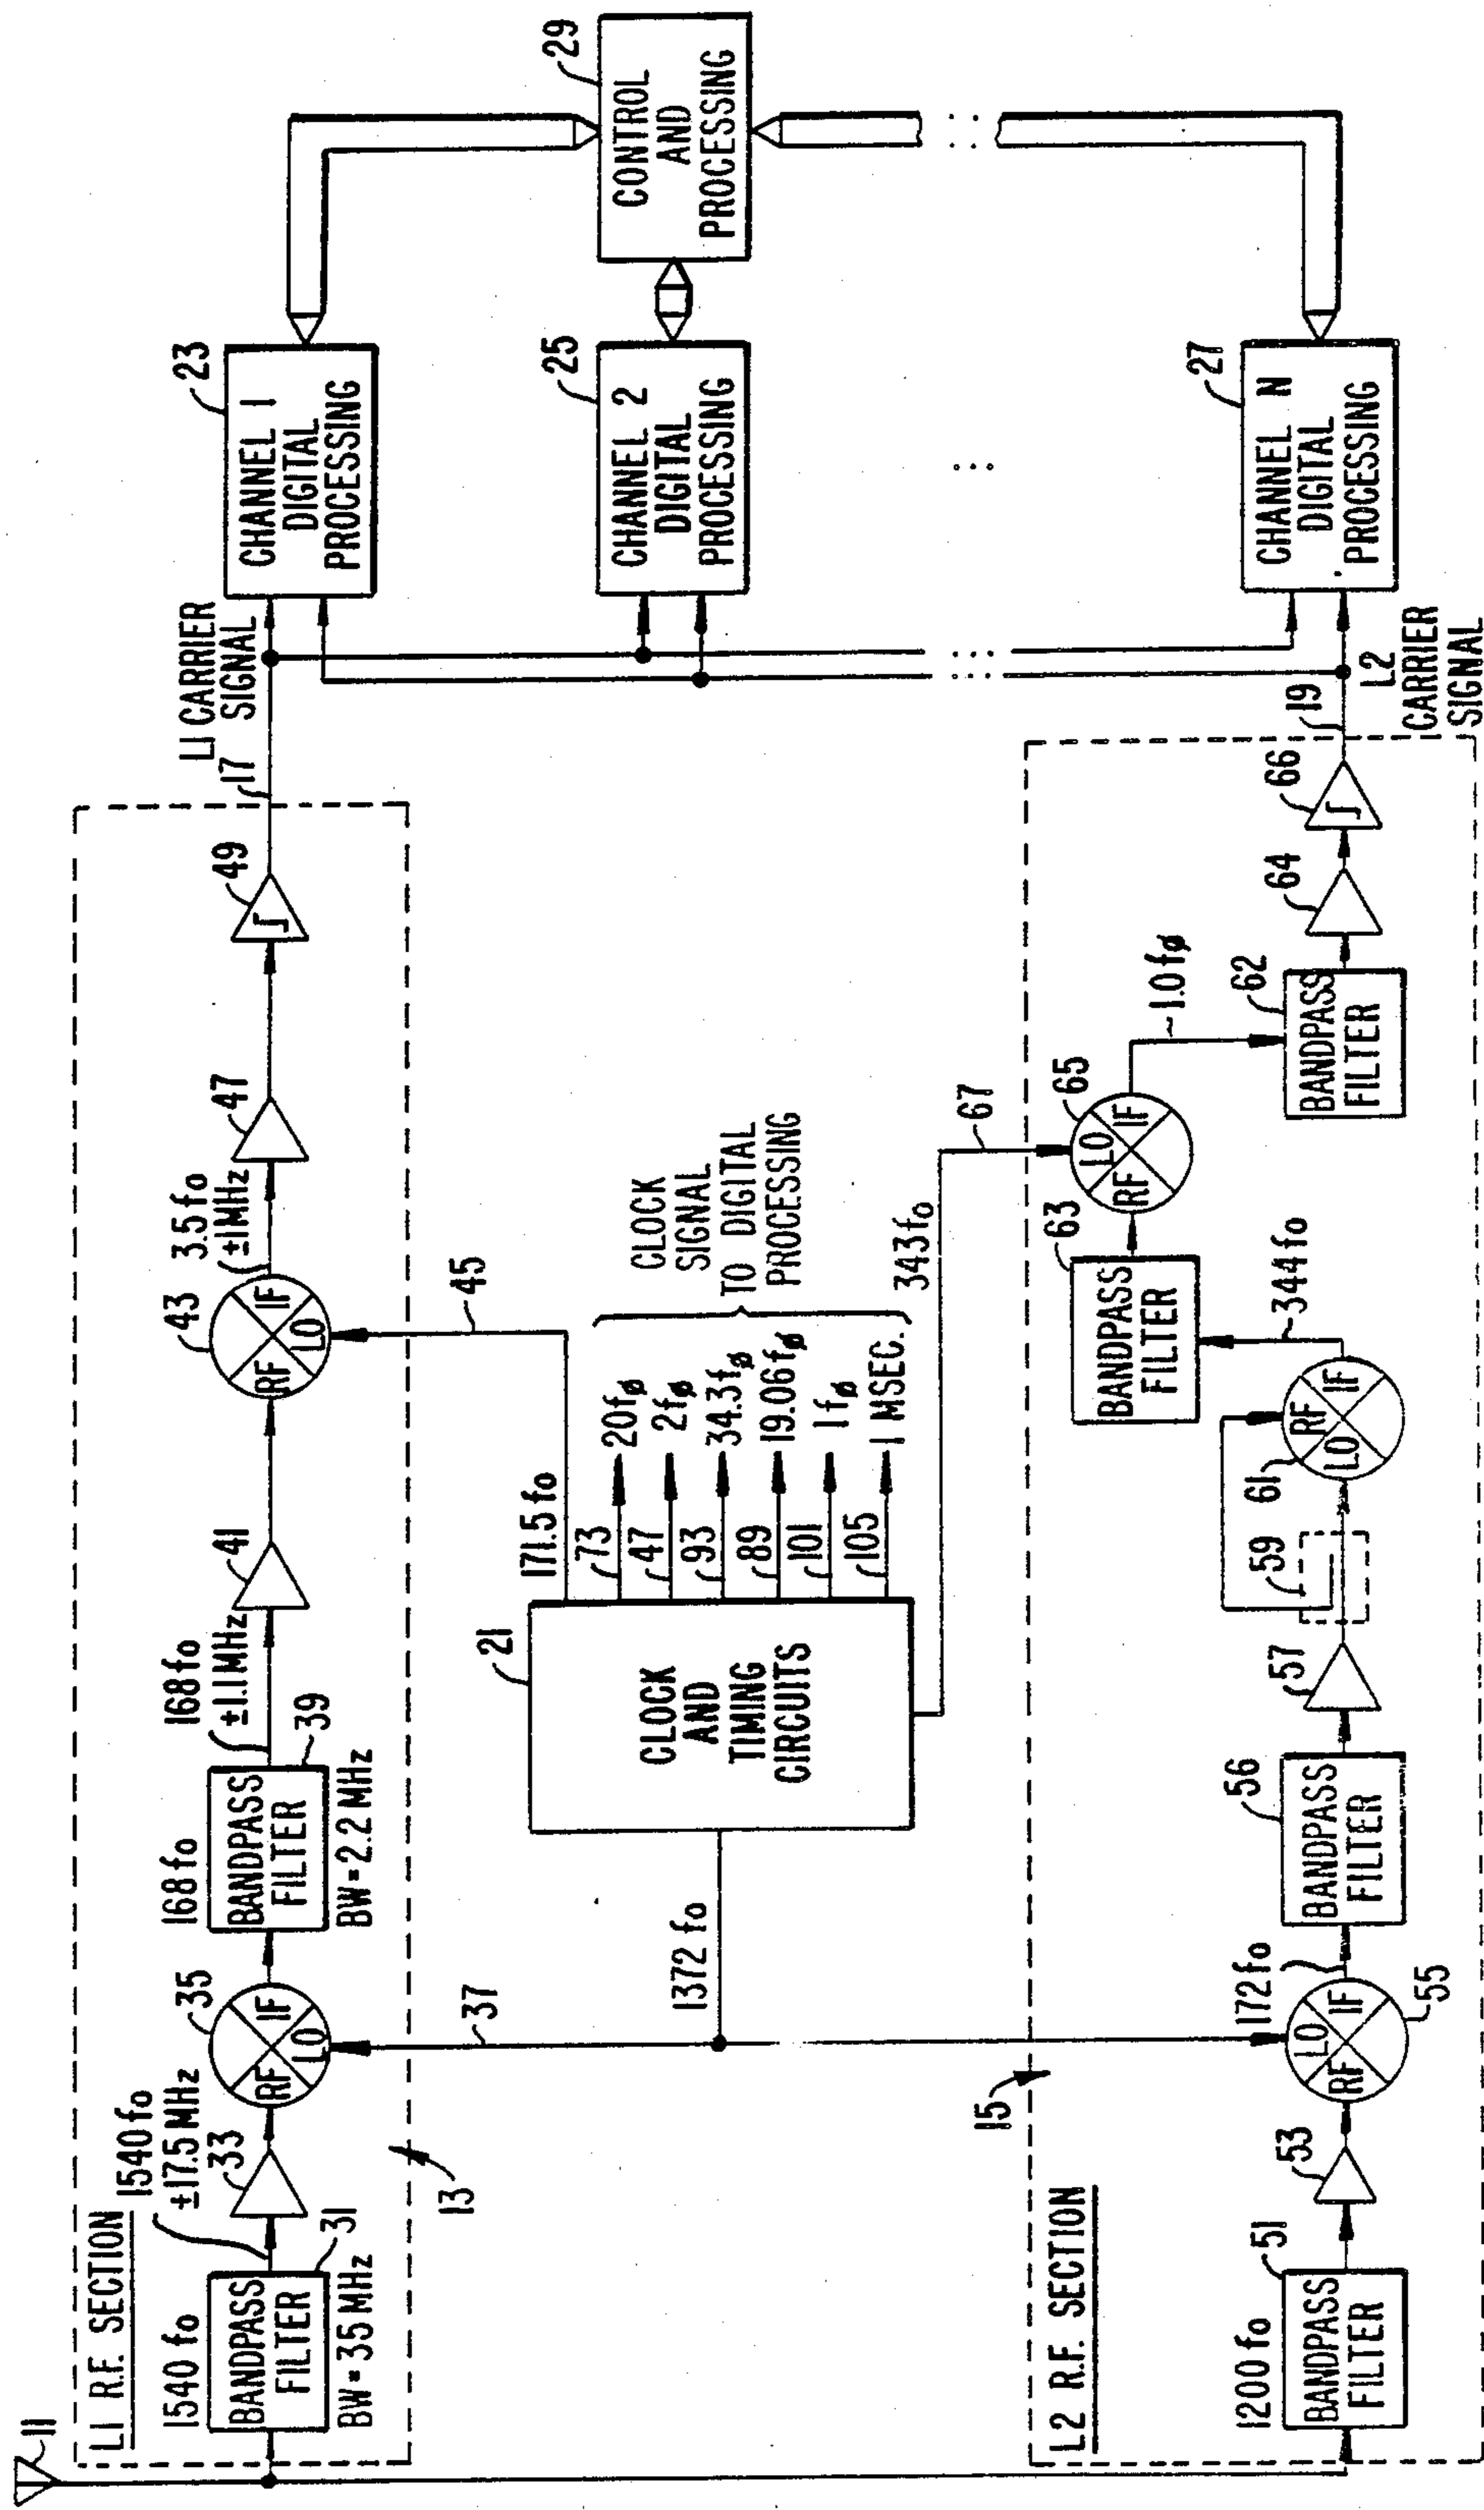 11
L1 R.F. SECTION
1540 fo
BANDPASS
FILTER
BW = 35 MHz
31
1540 fo
±17.5 MHz
33
RF
IF
LO
35
37
13
168 fo
BANDPASS
FILTER
BW = 2.2 MHz
39
168 fo
±1.1 MHz
41
RF
IF
LO
43
45
3.5 fo
±1MHz
47
49
17
L1 CARRIER
SIGNAL
1372 fo
CLOCK
AND
TIMING
CIRCUITS
21
171.5 fo
73
20fø
47
2fø
93
34.3fø
89
19.06fø
101
1fø
105
1 MSEC.
CLOCK
SIGNAL
TO DIGITAL
PROCESSING
343fo
67
CHANNEL 1
DIGITAL
PROCESSING
23
CHANNEL 2
DIGITAL
PROCESSING
25
CHANNEL N
DIGITAL
PROCESSING
27
CONTROL
AND
PROCESSING
29
15
L2 R.F. SECTION
1200 fo
BANDPASS
FILTER
51
53
LO
RF
IF
55
172fo
BANDPASS
FILTER
56
57
59
RF
LO
IF
61
344fo
BANDPASS
FILTER
63
LO
RF
IF
65
1.0fø
BANDPASS
FILTER
62
64
66
19
L2
CARRIER
SIGNAL